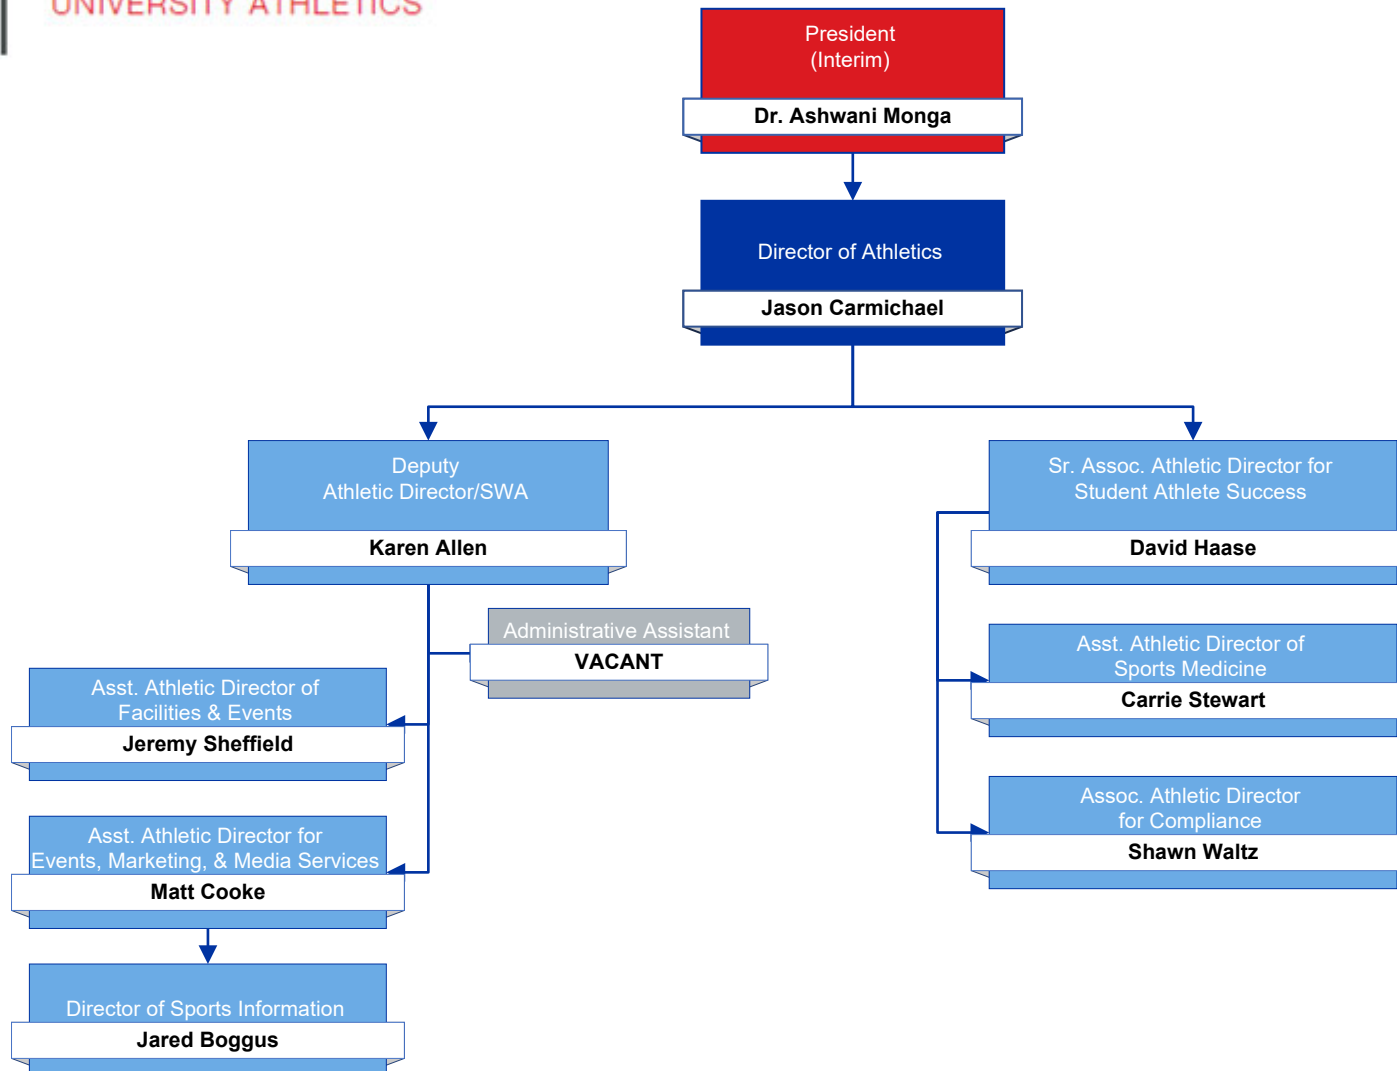 UNIVERSITY ATHLETICS
President
(Interim)
Dr. Ashwani Monga
Director of Athletics
Jason Carmichael
Deputy
Athletic Director/SWA
Karen Allen
Sr. Assoc. Athletic Director for
Student Athlete Success
David Haase
Administrative Assistant
VACANT
Asst. Athletic Director of
Sports Medicine
Carrie Stewart
Asst. Athletic Director of
Facilities & Events
Jeremy Sheffield
Assoc. Athletic Director
for Compliance
Shawn Waltz
Asst. Athletic Director for
Events, Marketing, & Media Services
Matt Cooke
Director of Sports Information
Jared Boggus